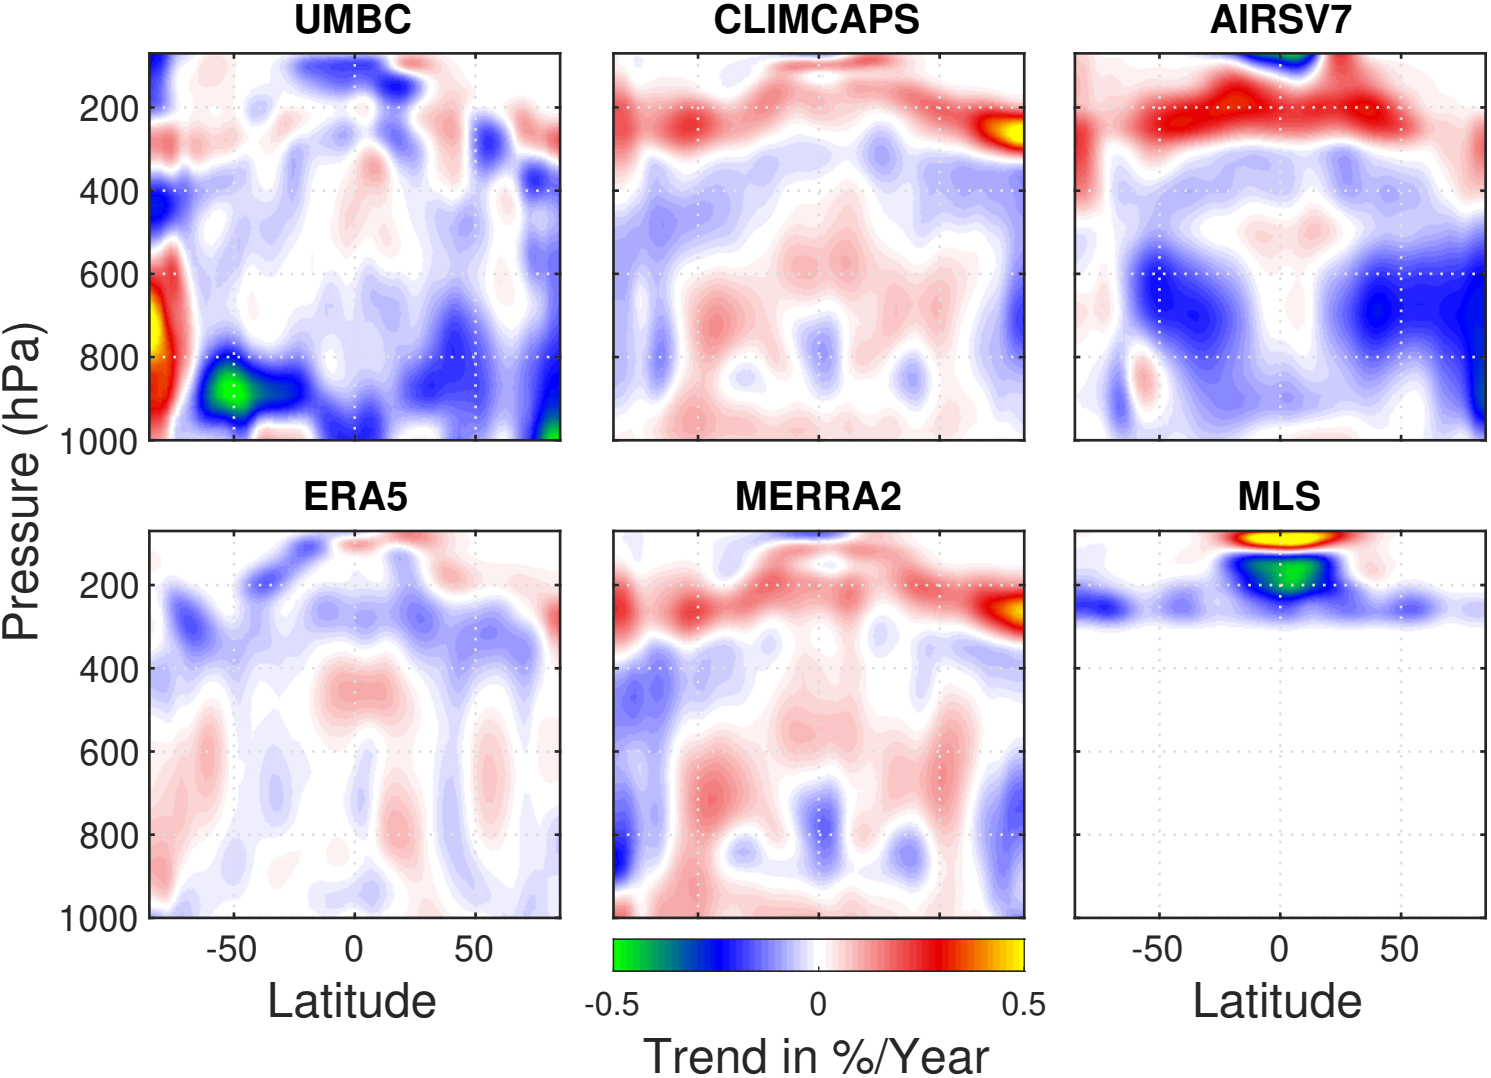 UMBC CLIMCAPS AIRSV7
200
400
600
800
1000
ERA5 MERRA2 MLS
200
400
600
800
1000
Pressure (hPa)
-50 0 50 -50 0 50
Latitude Latitude
-0.5 0 0.5
Trend in %/Year